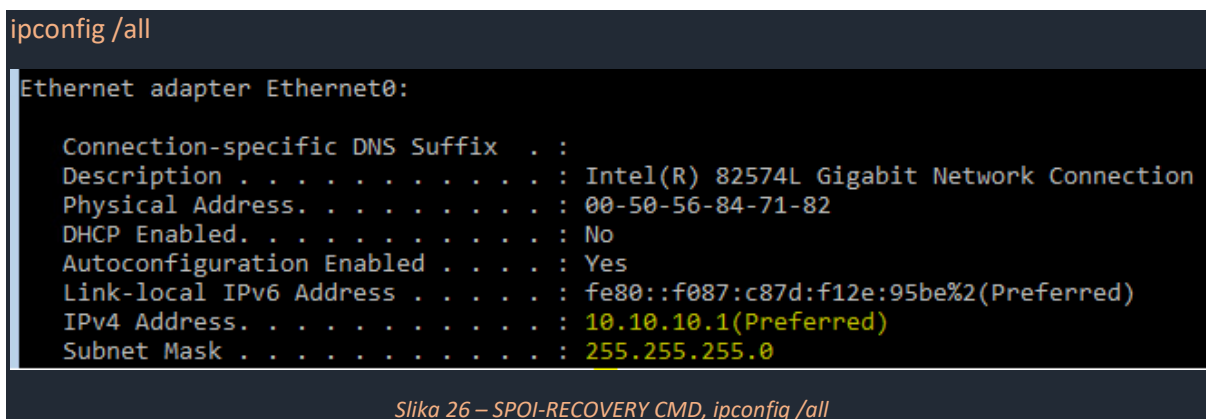 ipconfig /all
Ethernet adapter Ethernet0:
Connection-specific DNS Suffix . :
Description . . . . . . . . . . . : Intel(R) 82574L Gigabit Network Connection
Physical Address. . . . . . . . . : 00-50-56-84-71-82
DHCP Enabled. . . . . . . . . . . : No
Autoconfiguration Enabled . . . . : Yes
Link-local IPv6 Address . . . . . : fe80::f087:c87d:f12e:95be%2(Preferred)
IPv4 Address. . . . . . . . . . . : 10.10.10.1(Preferred)
Subnet Mask . . . . . . . . . . . : 255.255.255.0
Slika 26 – SPOI-RECOVERY CMD, ipconfig /all